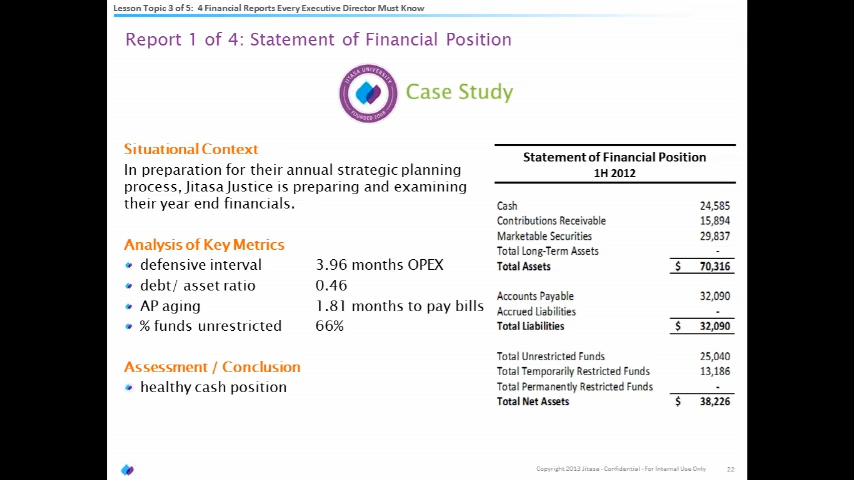 Lesson Topic 3 of 5: 4 Financial Reports Every Executive Director Must Know
Report 1 of 4: Statement of Financial Position
JITASA UNIVERSITY
FOUNDED 2008
Case Study
Situational Context
In preparation for their annual strategic planning
process, Jitasa Justice is preparing and examining
their year end financials.
Analysis of Key Metrics
defensive interval 3.96 months OPEX
debt/ asset ratio 0.46
AP aging 1.81 months to pay bills
% funds unrestricted 66%
Assessment / Conclusion
healthy cash position
Statement of Financial Position
1H 2012
Cash 24,585
Contributions Receivable 15,894
Marketable Securities 29,837
Total Long-Term Assets -
Total Assets $ 70,316
Accounts Payable 32,090
Accrued Liabilities -
Total Liabilities $ 32,090
Total Unrestricted Funds 25,040
Total Temporarily Restricted Funds 13,186
Total Permanently Restricted Funds -
Total Net Assets $ 38,226
Copyright 2013 Jitasa - Confidential - For Internal Use Only 22